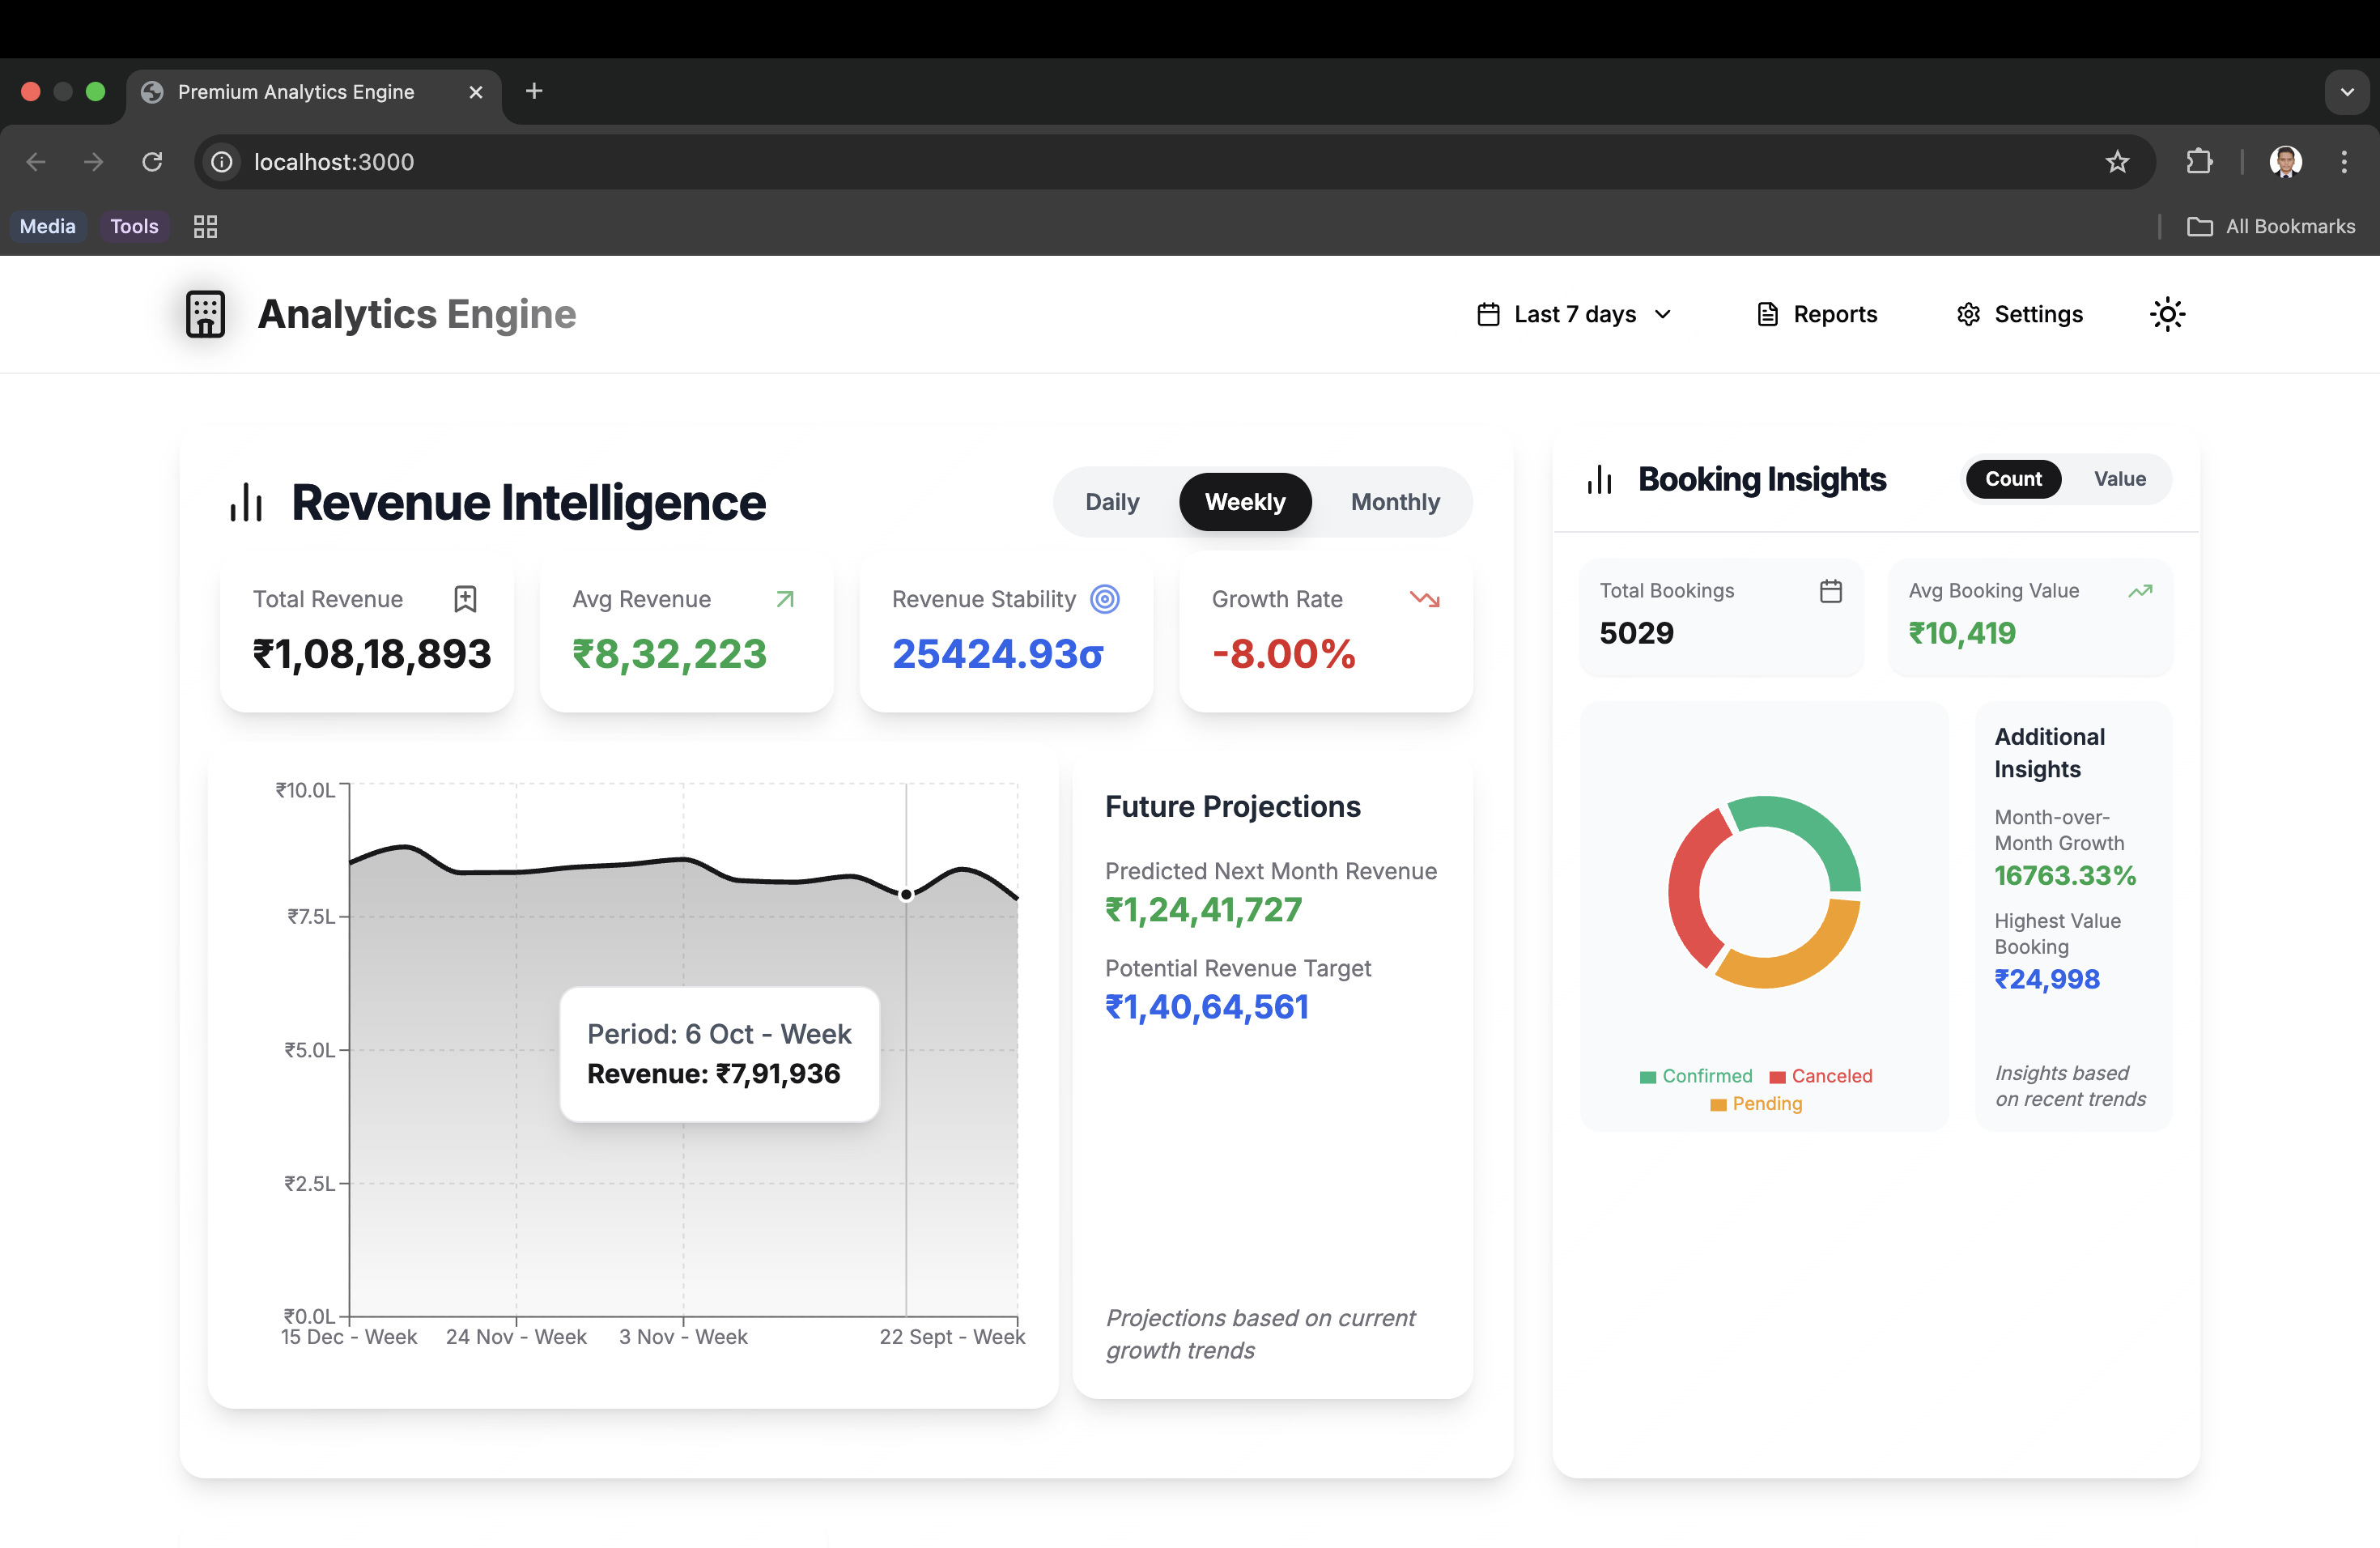 Premium Analytics Engine
localhost:3000
Media
Tools
All Bookmarks
Analytics Engine
Last 7 days
Reports
Settings
Revenue Intelligence
Daily
Weekly
Monthly
Total Revenue
₹1,08,18,893
Avg Revenue
₹8,32,223
Revenue Stability
25424.93σ
Growth Rate
-8.00%
₹10.0L
₹7.5L
₹5.0L
₹2.5L
₹0.0L
Period: 6 Oct - Week
Revenue: ₹7,91,936
15 Dec - Week
24 Nov - Week
3 Nov - Week
22 Sept - Week
Future Projections
Predicted Next Month Revenue
₹1,24,41,727
Potential Revenue Target
₹1,40,64,561
Projections based on current
growth trends
Booking Insights
Count
Value
Total Bookings
5029
Avg Booking Value
₹10,419
Confirmed
Canceled
Pending
Additional
Insights
Month-over-
Month Growth
16763.33%
Highest Value
Booking
₹24,998
Insights based
on recent trends